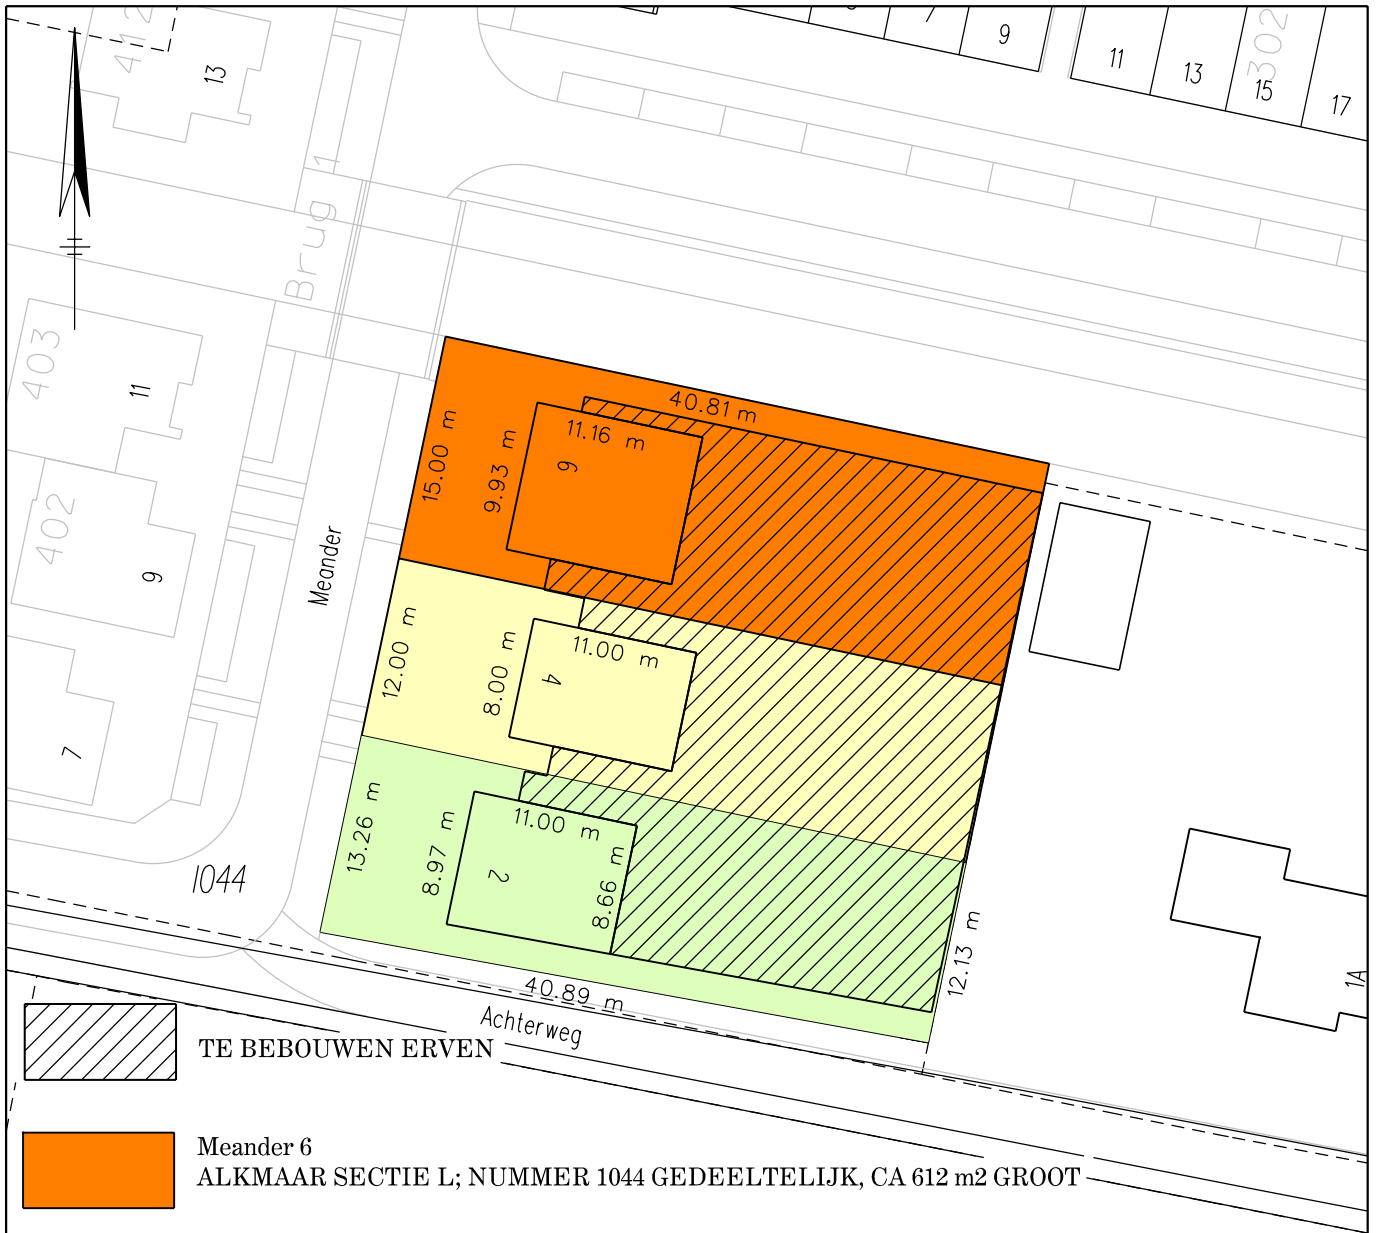 412
13
7
9
11
13
302
15
17
Brug 1
403
11
40.81 m
11.16 m
15.00 m
9.93 m
6
402
9
Meander
12.00 m
8.00 m
11.00 m
4
7
13.26 m
8.97 m
11.00 m
2
8.66 m
1044
12.13 m
40.89 m
1A
Achterweg
TE BEBOUWEN ERVEN
Meander 6
ALKMAAR SECTIE L; NUMMER 1044 GEDEELTELIJK, CA 612 m2 GROOT